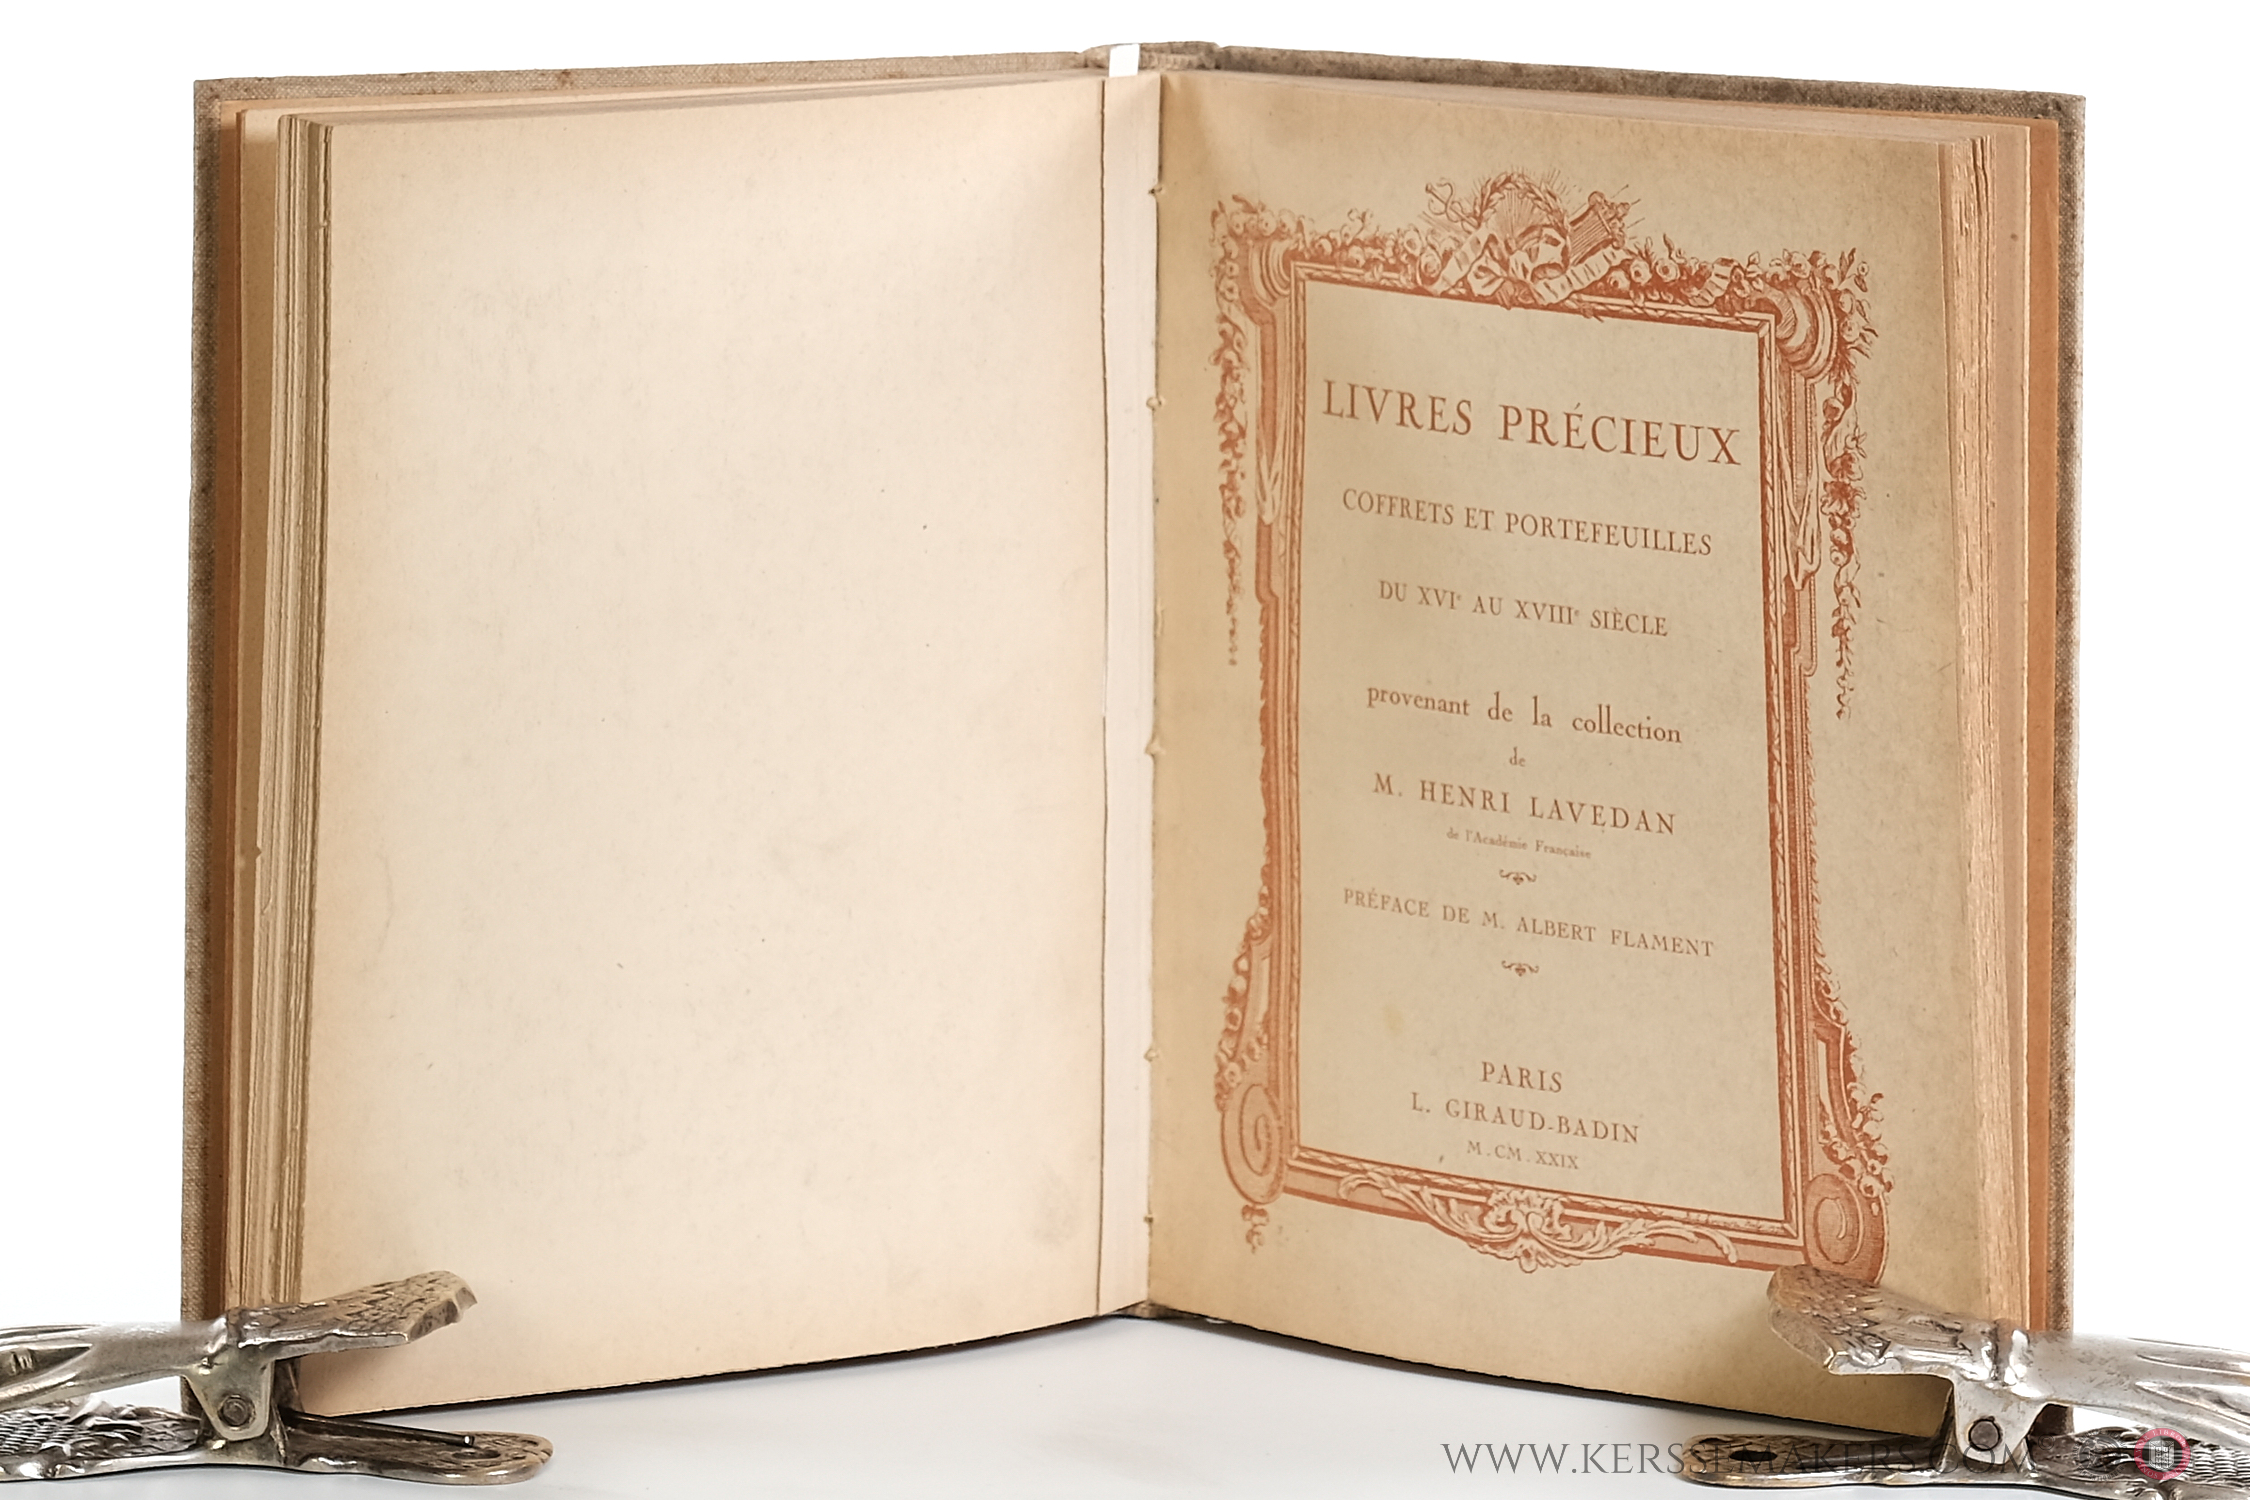 LIVRES PRÉCIEUX
COFFRETS ET PORTEFEUILLES
DU XVIe AU XVIIIe SIÈCLE
provenant de la collection
de
M. HENRI LAVEDAN
de l'Académie Française
PRÉFACE DE M. ALBERT FLAMENT
PARIS
L. GIRAUD-BADIN
M.CM.XXIX
WWW.KERSSEMAKERS.COM